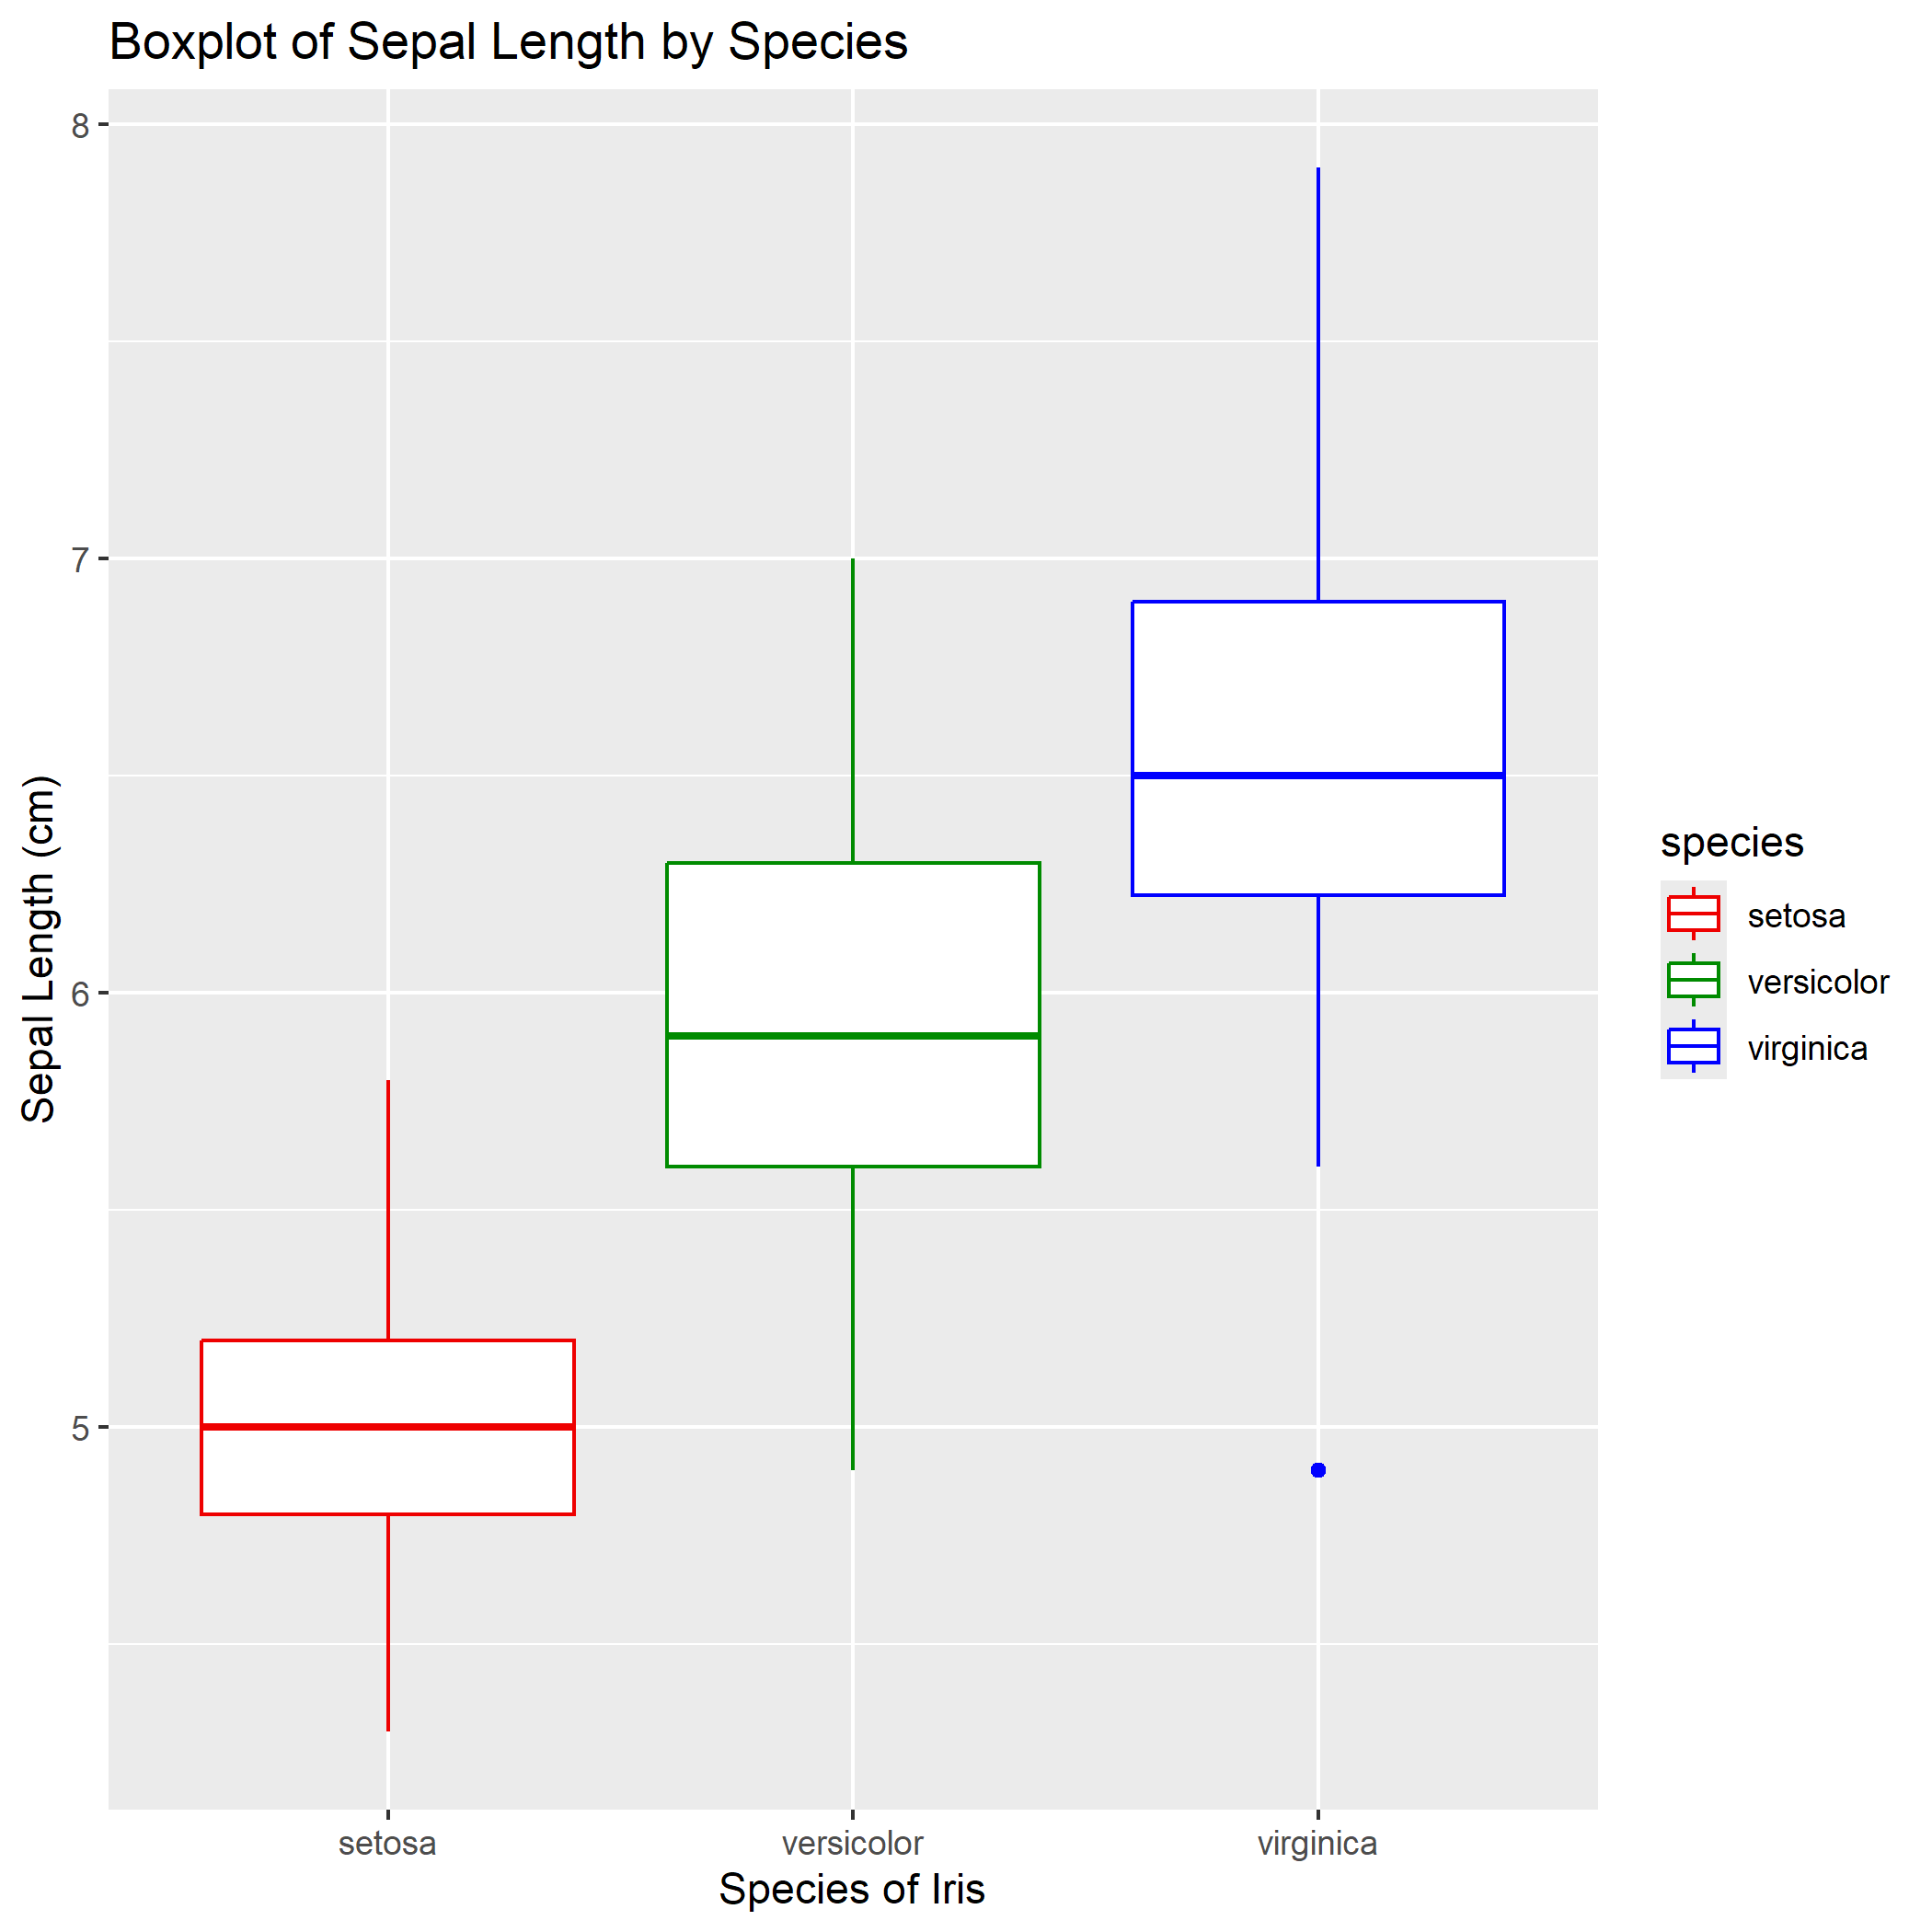 Boxplot of Sepal Length by Species
8
7
6
5
Sepal Length (cm)
setosa
versicolor
virginica
Species of Iris
species
setosa
versicolor
virginica